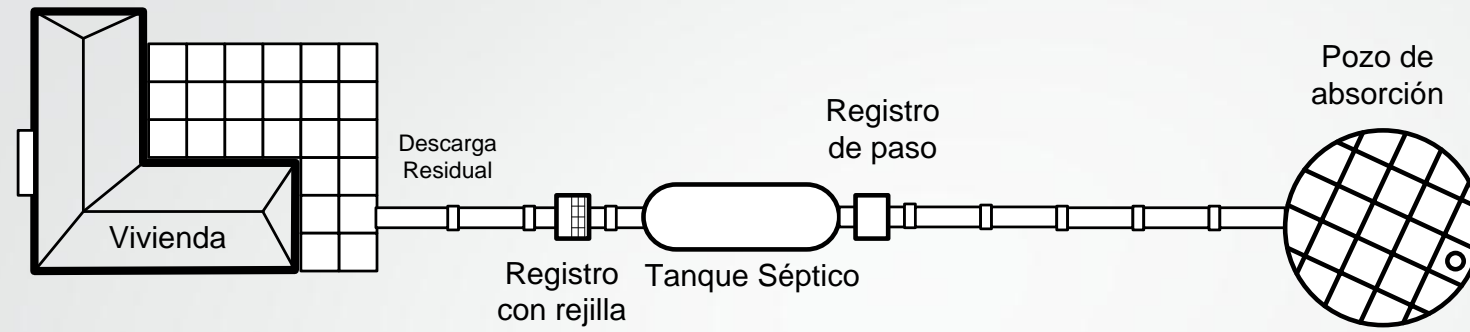 Vivienda
Descarga
Residual
Registro
con rejilla
Tanque Séptico
Registro
de paso
Pozo de
absorción